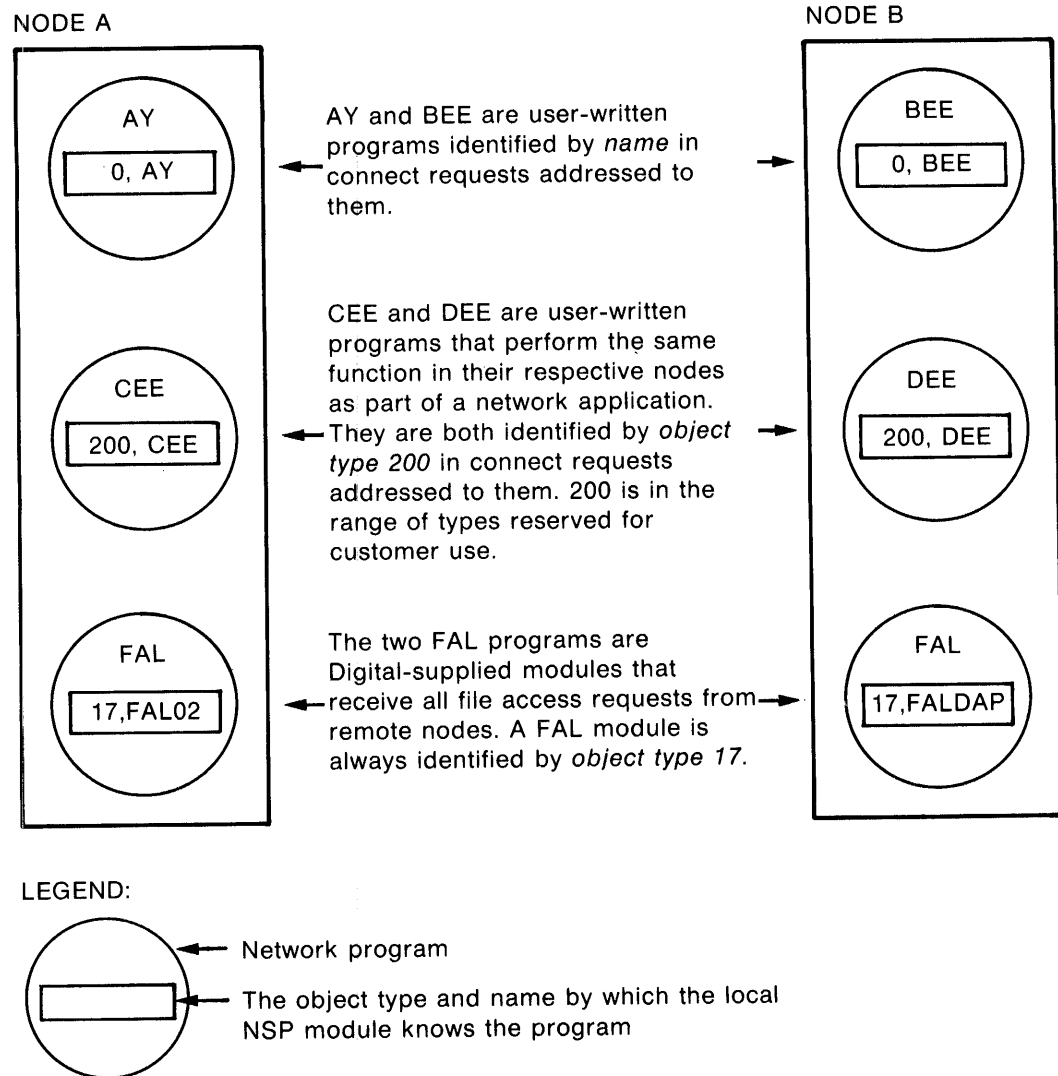 NODE A
NODE B
AY
0, AY
AY and BEE are user-written
programs identified by name in
connect requests addressed to
them.
BEE
0, BEE
CEE
200, CEE
CEE and DEE are user-written
programs that perform the same
function in their respective nodes
as part of a network application.
They are both identified by object
type 200 in connect requests
addressed to them. 200 is in the
range of types reserved for
customer use.
DEE
200, DEE
FAL
17,FAL02
The two FAL programs are
Digital-supplied modules that
receive all file access requests from
remote nodes. A FAL module is
always identified by object type 17.
FAL
17,FALDAP
LEGEND:
Network program
The object type and name by which the local
NSP module knows the program